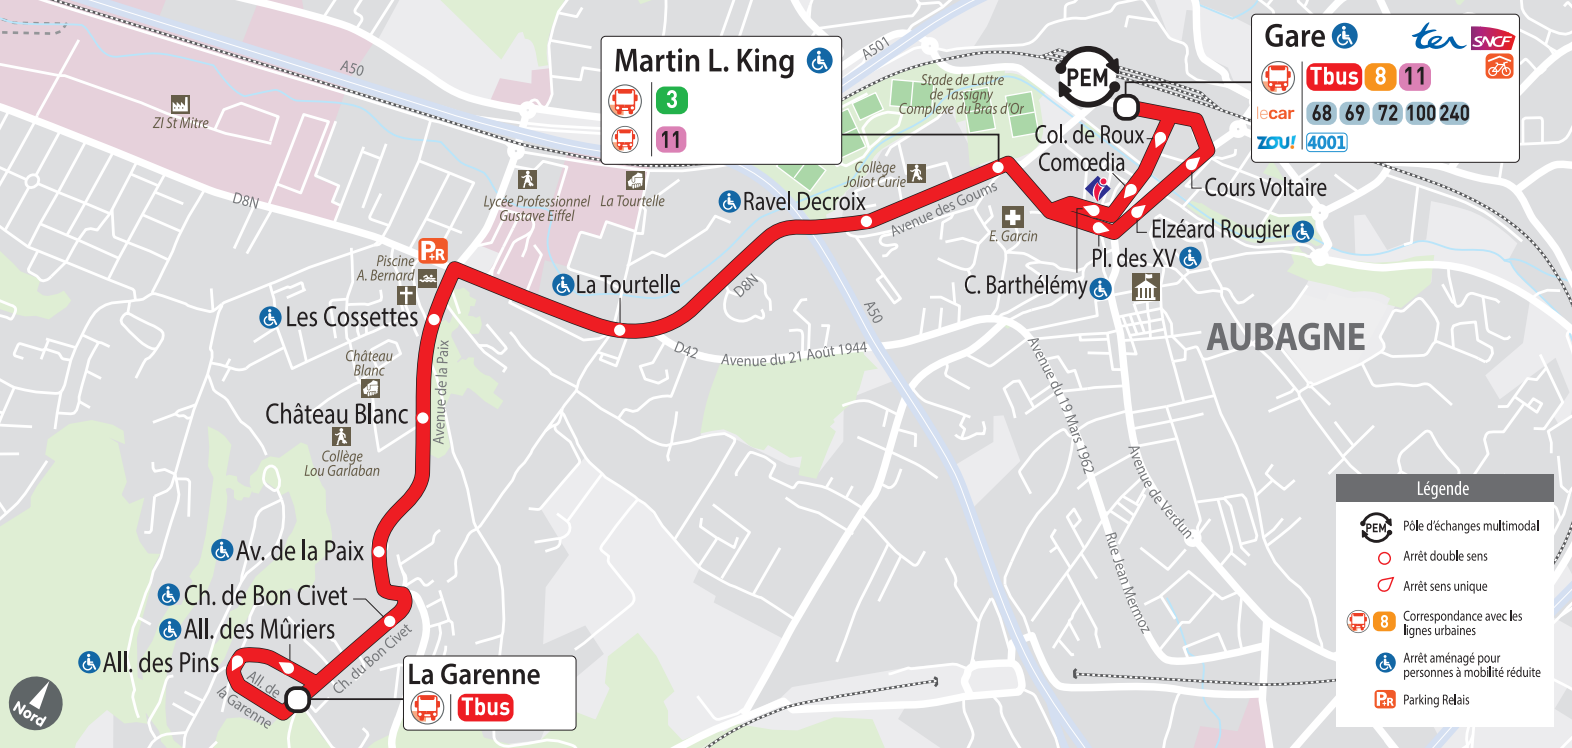 A50
A501
ZI St Mitre
D8N
Martin L. King
3
11
Stade de Lattre
de Tassigny
Complexe du Bras d'Or
PEM
Gare
ter SNCF
Tbus 8 11
lecar 68 69 72 100 240
ZOU! 4001
Col. de Roux
Comœdia
Cours Voltaire
Elzéard Rougier
Pl. des XV
C. Barthélémy
E. Garcin
Collège
Joliot Curie
Avenue des Goums
Ravel Decroix
Lycée Professionnel
Gustave Eiffel
La Tourtelle
P+R
Piscine
A. Bernard
La Tourtelle
D8N
A50
Les Cossettes
D42
Avenue du 21 Août 1944
AUBAGNE
Château
Blanc
Avenue de la Paix
Château Blanc
Collège
Lou Garlaban
Avenue du 19 Mars 1962
Avenue de Verdun
Rue Jean Mermoz
Av. de la Paix
Ch. de Bon Civet
All. des Mûriers
All. des Pins
Ch. du Bon Civet
All. de
la Garenne
La Garenne
Tbus
Nord
Légende
PEM
Pôle d'échanges multimodal
Arrêt double sens
Arrêt sens unique
8
Correspondance avec les
lignes urbaines
Arrêt aménagé pour
personnes à mobilité réduite
P+R
Parking Relais